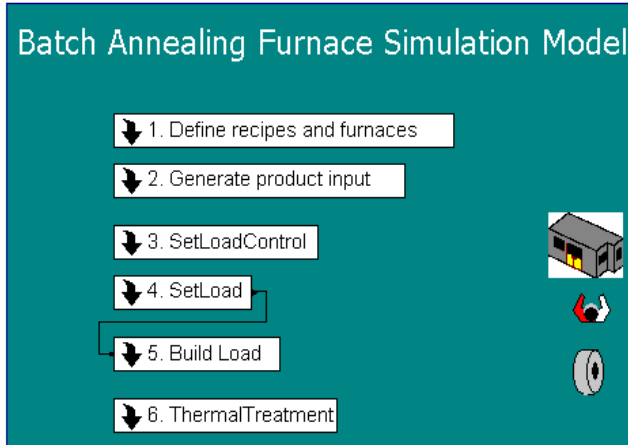 Batch Annealing Furnace Simulation Model
1. Define recipes and furnaces
2. Generate product input
3. SetLoadControl
4. SetLoad
5. Build Load
6. ThermalTreatment